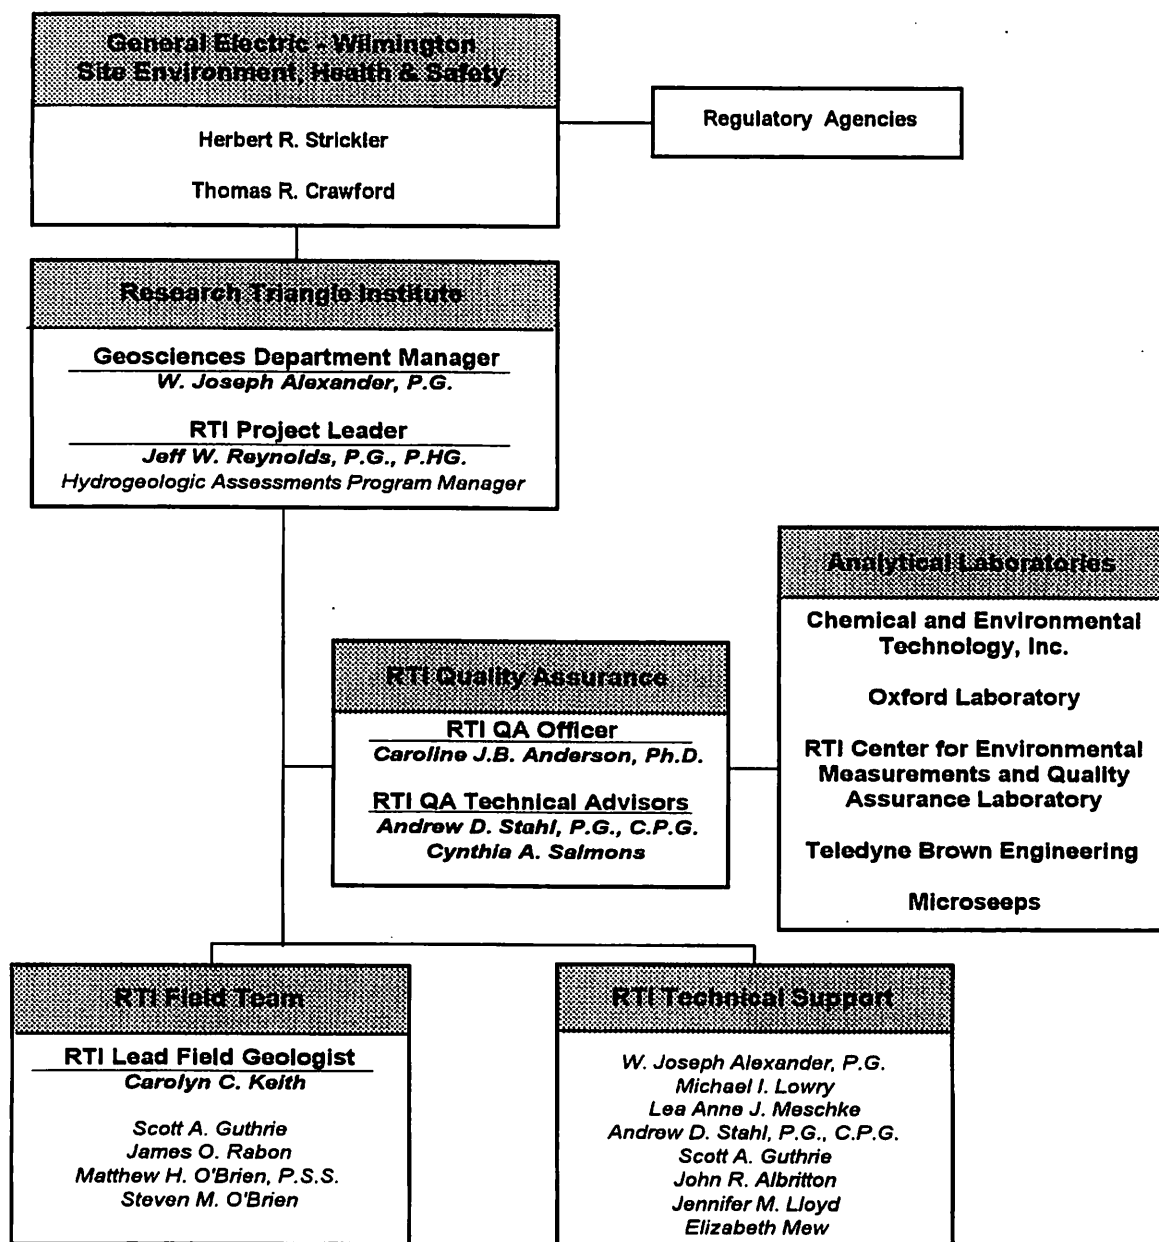 General Electric - Wilmington
Site Environment, Health & Safety
Herbert R. Strickler
Thomas R. Crawford
Regulatory Agencies
Research Triangle Institute
Geosciences Department Manager
W. Joseph Alexander, P.G.
RTI Project Leader
Jeff W. Reynolds, P.G., P.HG.
Hydrogeologic Assessments Program Manager
Analytical Laboratories
Chemical and Environmental
Technology, Inc.
Oxford Laboratory
RTI Center for Environmental
Measurements and Quality
Assurance Laboratory
Teledyne Brown Engineering
Microseeps
RTI Quality Assurance
RTI QA Officer
Caroline J.B. Anderson, Ph.D.
RTI QA Technical Advisors
Andrew D. Stahl, P.G., C.P.G.
Cynthia A. Salmons
RTI Field Team
RTI Lead Field Geologist
Carolyn C. Keith
Scott A. Guthrie
James O. Rabon
Matthew H. O'Brien, P.S.S.
Steven M. O'Brien
RTI Technical Support
W. Joseph Alexander, P.G.
Michael I. Lowry
Lea Anne J. Meschke
Andrew D. Stahl, P.G., C.P.G.
Scott A. Guthrie
John R. Albritton
Jennifer M. Lloyd
Elizabeth Mew